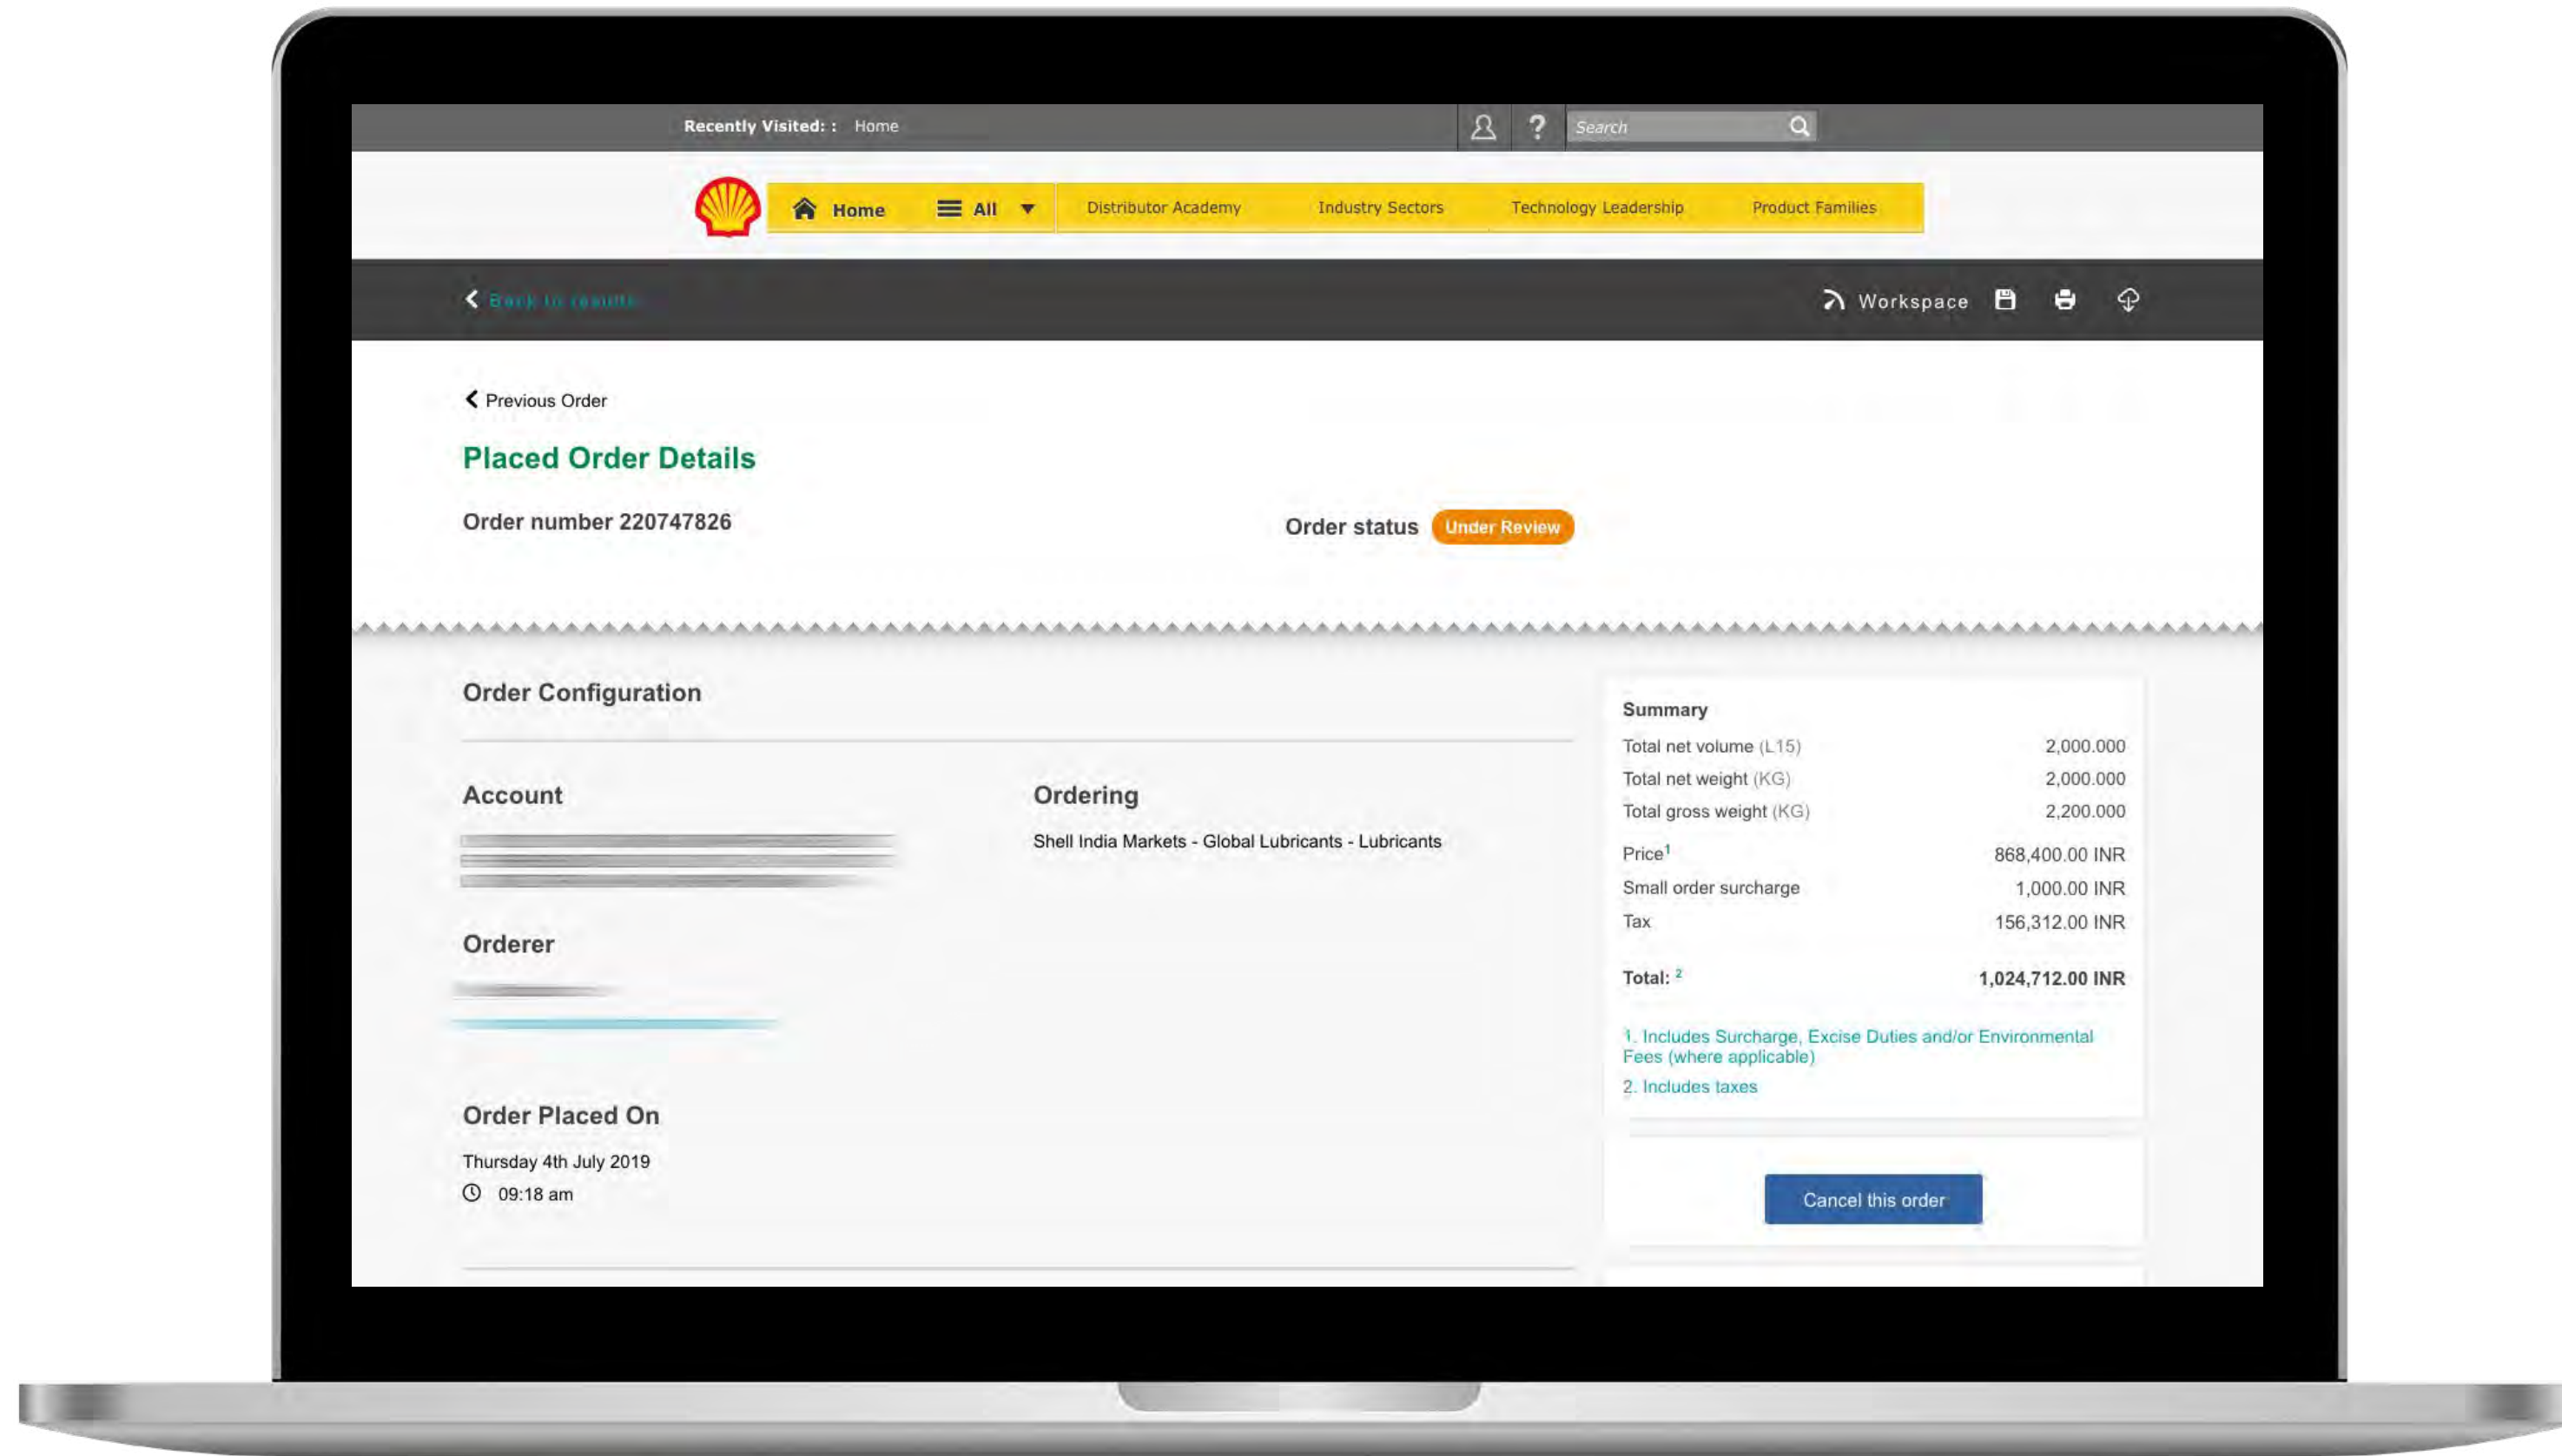 Recently Visited: : Home
? Search
Home All Distributor Academy Industry Sectors Technology Leadership Product Families
Back to results
Workspace
Previous Order
Placed Order Details
Order number 220747826
Order status Under Review
Order Configuration
Account
Ordering
Shell India Markets - Global Lubricants - Lubricants
Orderer
Order Placed On
Thursday 4th July 2019
09:18 am
Summary
Total net volume (L15) 2,000.000
Total net weight (KG) 2,000.000
Total gross weight (KG) 2,200.000
Price1 868,400.00 INR
Small order surcharge 1,000.00 INR
Tax 156,312.00 INR
Total: 2 1,024,712.00 INR
1. Includes Surcharge, Excise Duties and/or Environmental
Fees (where applicable)
2. Includes taxes
Cancel this order